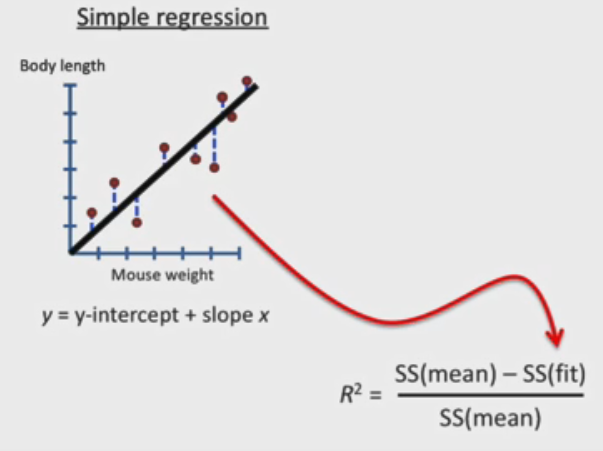 Simple regression
Body length
Mouse weight
y = y-intercept + slope x
R² = SS(mean) – SS(fit)
SS(mean)